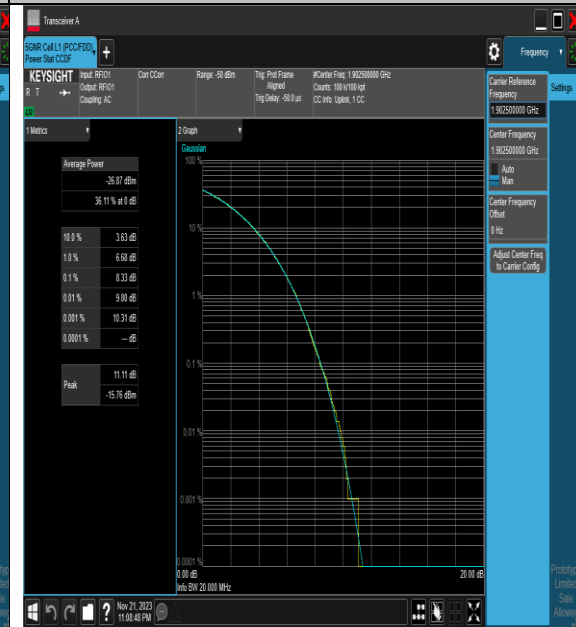 Transceiver A
5GNR Cell L1 (PCC/FDD)
Power Stat CCDF
+
Frequency
KEYSIGHT
R T
Input: RFIO1
Output: RFIO1
Coupling: AC
Corr CCorr
Range: -50 dBm
Trig: Prot Frame
Aligned
Trig Delay: -50.0 µs
#Center Freq: 1.902500000 GHz
Counts: 100 k/100 kpt
CC Info: Uplink, 1 CC
Carrier Reference
Frequency
1.902500000 GHz
Settings
Center Frequency
1.902500000 GHz
Auto
Man
Center Frequency
Offset
0 Hz
Adjust Center Freq
to Carrier Config
1 Metrics
Average Power
-26.87 dBm
36.11 % at 0 dB
10.0 % 3.63 dB
1.0 % 6.68 dB
0.1 % 8.33 dB
0.01 % 9.80 dB
0.001 % 10.31 dB
0.0001 % --- dB
Peak
11.11 dB
-15.76 dBm
2 Graph
Gaussian
100 %
10 %
1 %
0.1 %
0.01 %
0.001 %
0.0001 %
0.00 dB 20.00 dB
Info BW 20.000 MHz
?
Nov 21, 2023
11:08:48 PM